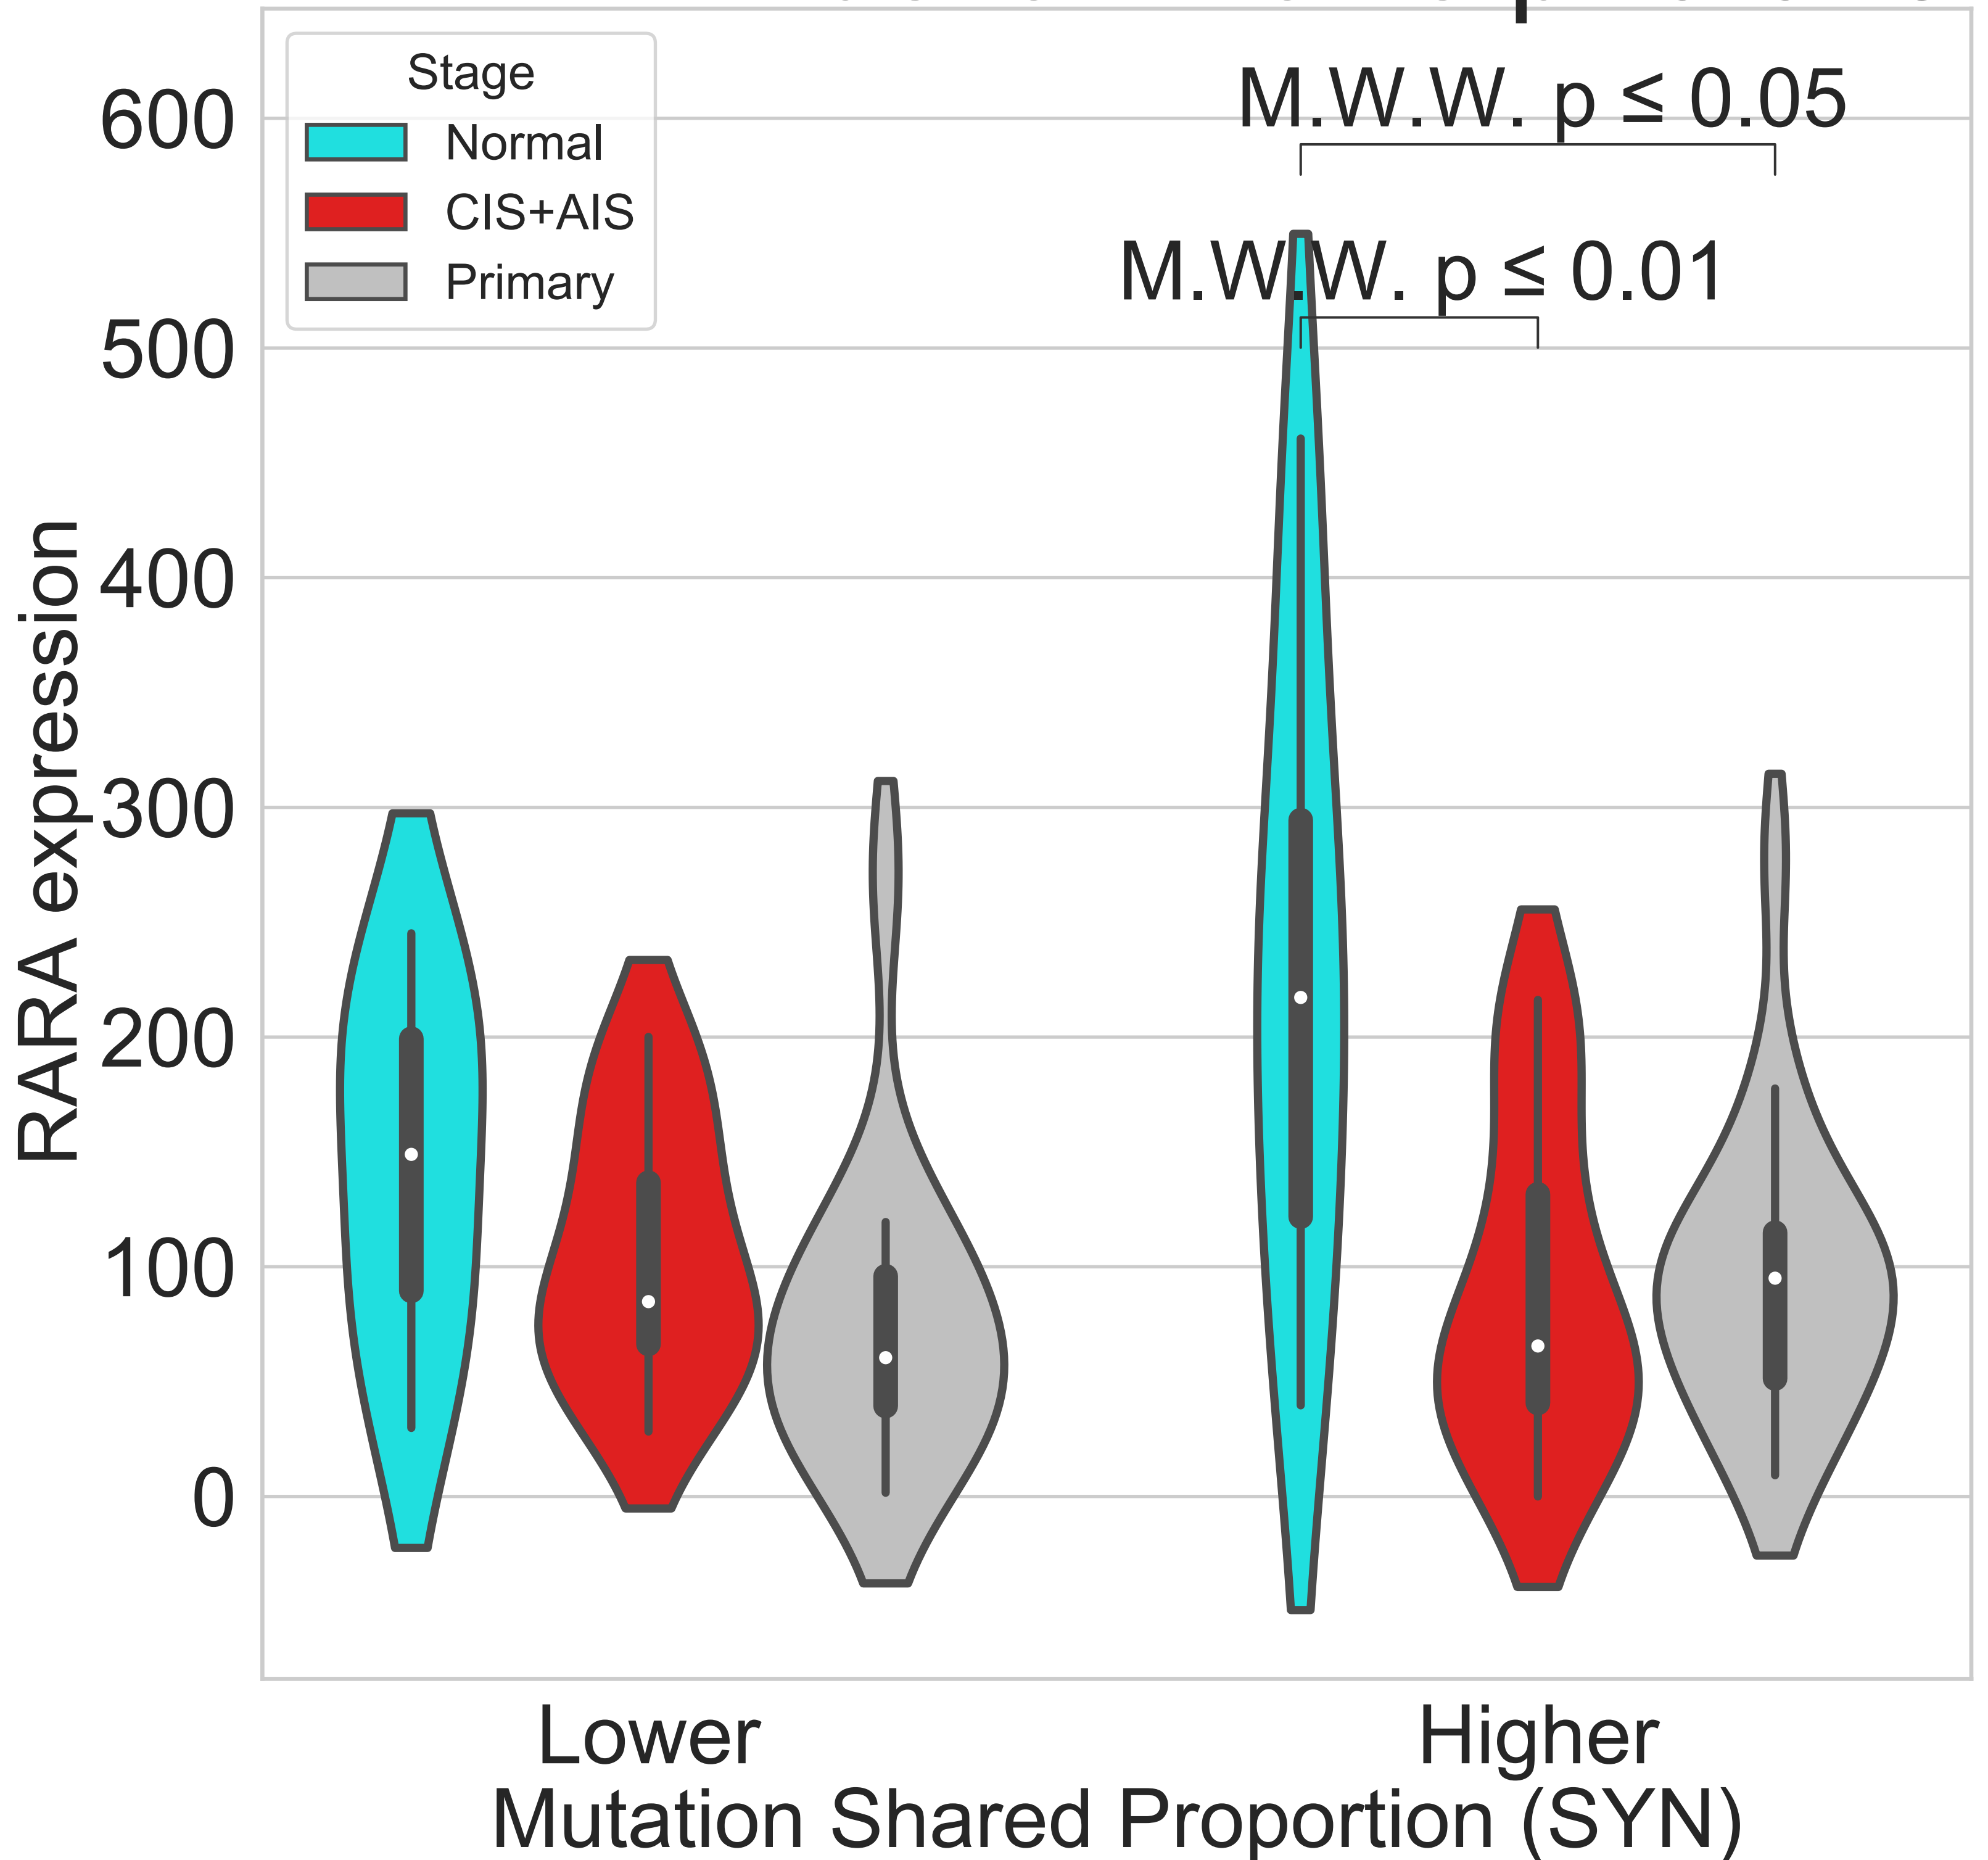 Stage
Normal
CIS+AIS
Primary
M.W.W. p ≤ 0.05
M.W.W. p ≤ 0.01
600
500
400
300
200
100
0
RARA expression
Lower
Higher
Mutation Shared Proportion (SYN)